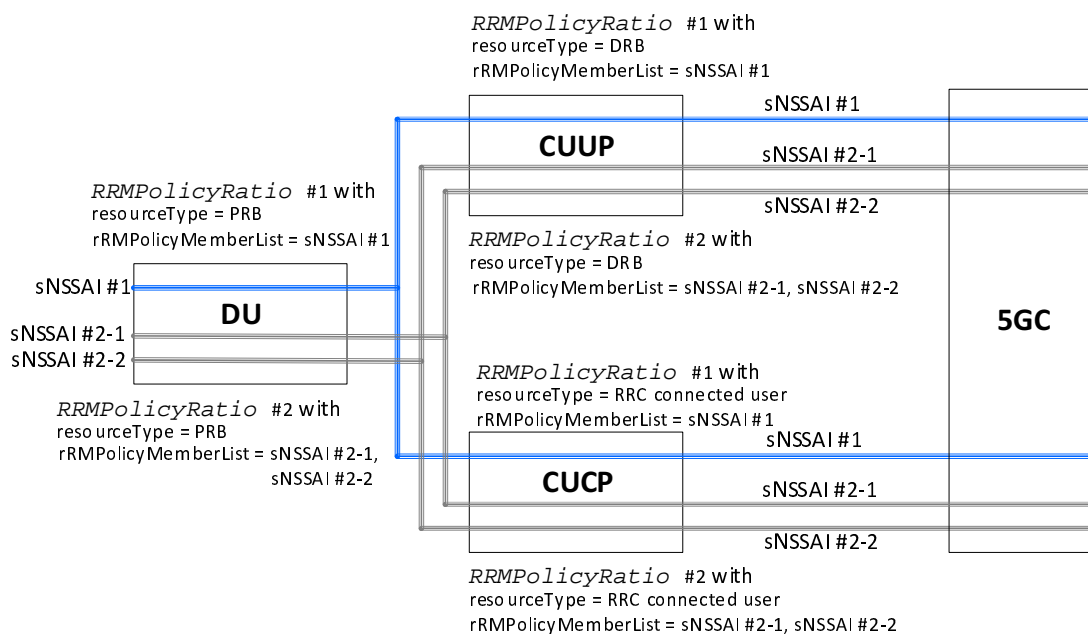 RRMPolicyRatio #1 with
resourceType = DRB
rRMPolicyMemberList = sNSSAI #1
sNSSAI #1
CUUP
sNSSAI #2-1
sNSSAI #2-2
RRMPolicyRatio #1 with
resourceType = PRB
rRMPolicyMemberList = sNSSAI #1
RRMPolicyRatio #2 with
resourceType = DRB
rRMPolicyMemberList = sNSSAI #2-1, sNSSAI #2-2
sNSSAI #1
DU
sNSSAI #2-1
sNSSAI #2-2
5GC
RRMPolicyRatio #2 with
resourceType = PRB
rRMPolicyMemberList = sNSSAI #2-1,
sNSSAI #2-2
RRMPolicyRatio #1 with
resourceType = RRC connected user
rRMPolicyMemberList = sNSSAI #1
sNSSAI #1
CUCP
sNSSAI #2-1
sNSSAI #2-2
RRMPolicyRatio #2 with
resourceType = RRC connected user
rRMPolicyMemberList = sNSSAI #2-1, sNSSAI #2-2